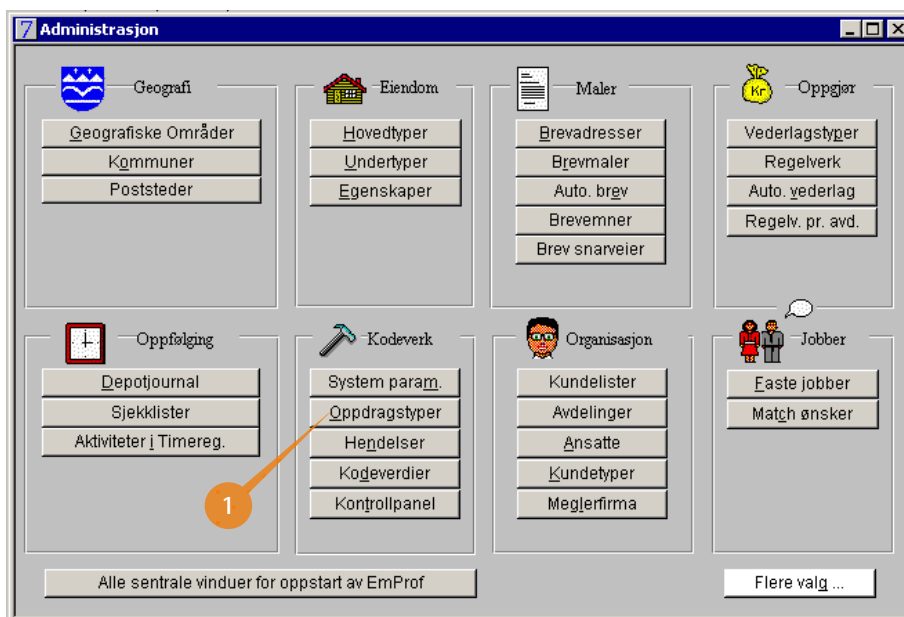 7 Administrasjon
Geografi
Geografiske Områder
Kommuner
Poststeder
Eiendom
Hovedtyper
Undertyper
Egenskaper
Maler
Brevadresser
Brevmaler
Auto. brev
Brevemner
Brev snarveier
Kr
Oppgjør
Vederlagstyper
Regelverk
Auto. vederlag
Regelv. pr. avd.
Oppfølging
Depotjournal
Sjekklister
Aktiviteter i Timereg.
Kodeverk
System param.
Oppdragstyper
Hendelser
Kodeverdier
Kontrollpanel
1
Organisasjon
Kundelister
Avdelinger
Ansatte
Kundetyper
Meglerfirma
Jobber
Faste jobber
Match ønsker
Alle sentrale vinduer for oppstart av EmProf
Flere valg ...